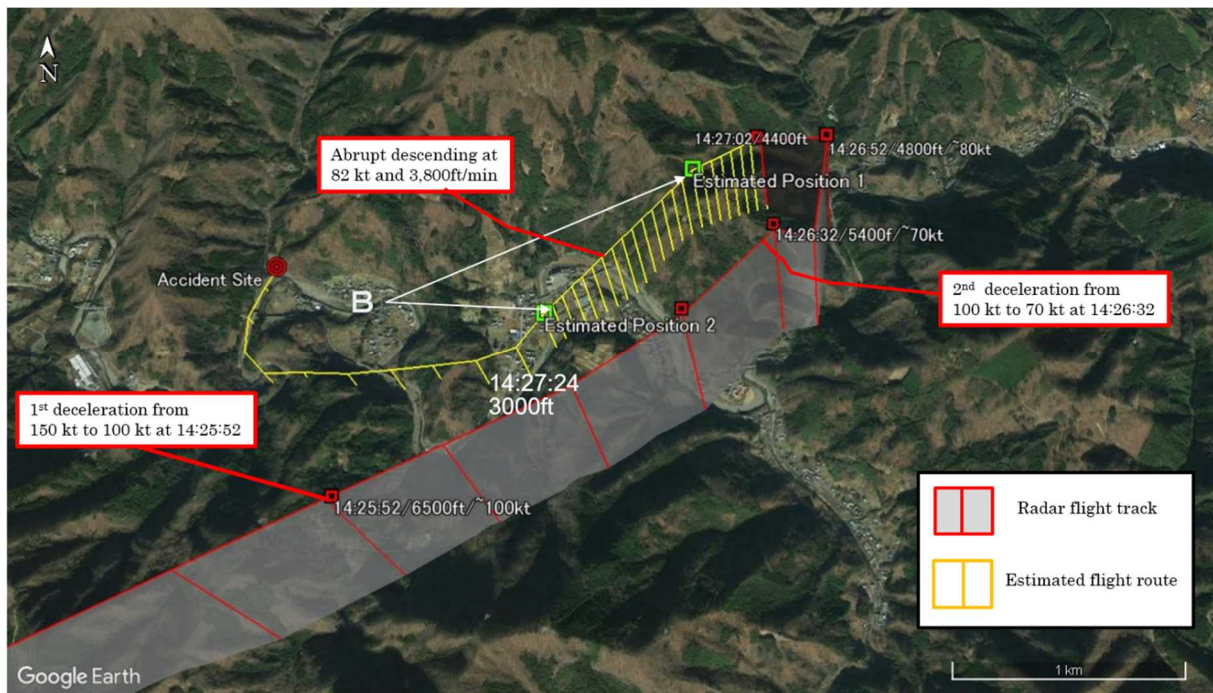 N
14:27:02/4400ft
14:26:52/4800ft/~80kt
Abrupt descending at
82 kt and 3,800ft/min
Estimated Position 1
14:26:32/5400f/~70kt
Accident Site
B
2nd deceleration from
100 kt to 70 kt at 14:26:32
Estimated Position 2
14:27:24
3000ft
1st deceleration from
150 kt to 100 kt at 14:25:52
14:25:52/6500ft/~100kt
Radar flight track
Estimated flight route
Google Earth
1 km